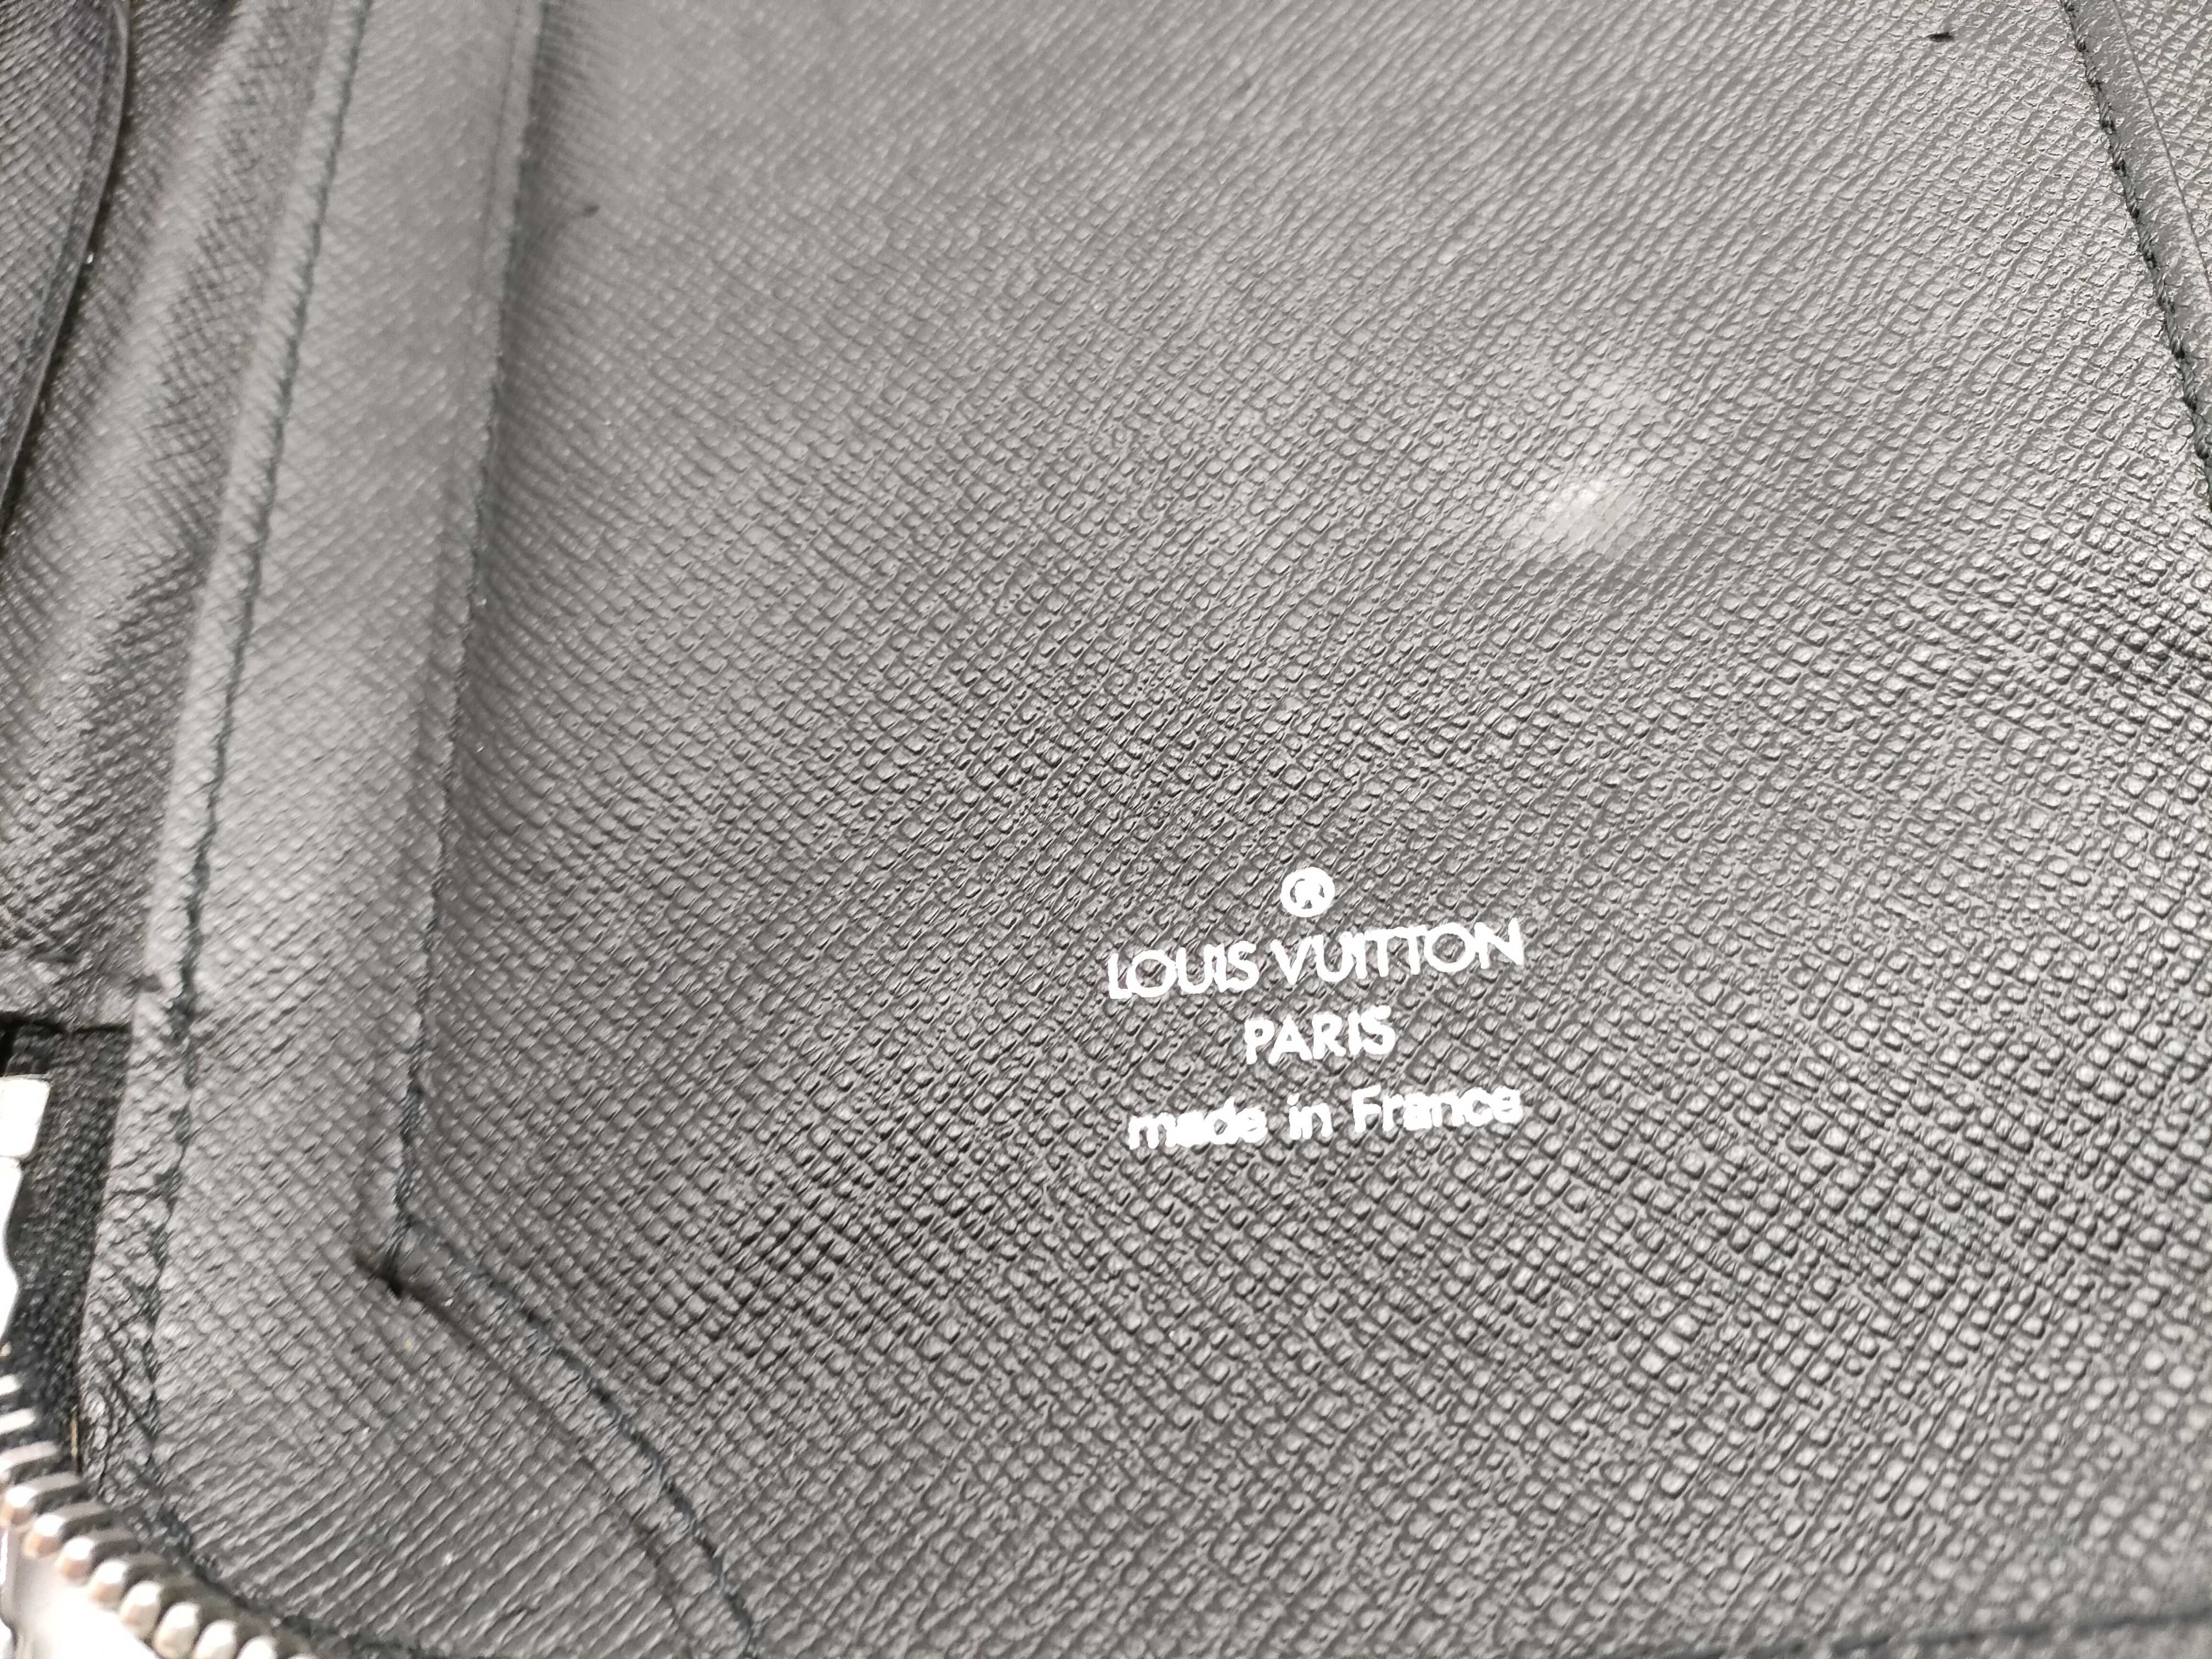 ®
LOUIS VUITTON
PARIS
made in France